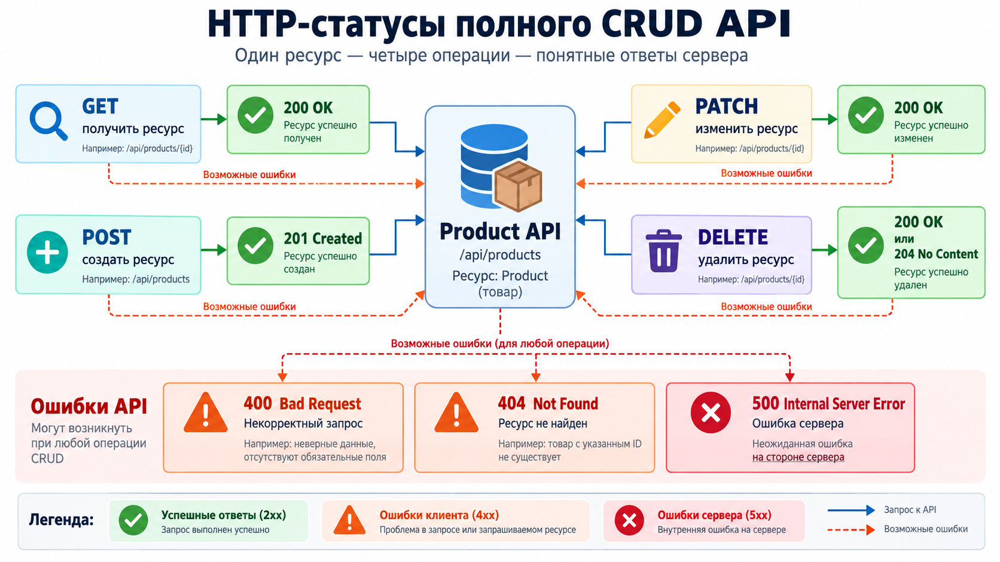 HTTP-статусы полного CRUD API
Один ресурс — четыре операции — понятные ответы сервера
GET
получить ресурс
Например: /api/products/{id}
200 OK
Ресурс успешно
получен
Возможные ошибки
POST
создать ресурс
Например: /api/products
201 Created
Ресурс успешно
создан
Возможные ошибки
Product API
/api/products
Ресурс: Product
(товар)
PATCH
изменить ресурс
Например: /api/products/{id}
200 OK
Ресурс успешно
изменен
Возможные ошибки
DELETE
удалить ресурс
Например: /api/products/{id}
200 OK
или
204 No Content
Ресурс успешно
удален
Возможные ошибки
Возможные ошибки (для любой операции)
Ошибки API
Могут возникнуть
при любой операции
CRUD
400 Bad Request
Некорректный запрос
Например: неверные данные,
отсутствуют обязательные поля
404 Not Found
Ресурс не найден
Например: товар с указанным ID
не существует
500 Internal Server Error
Ошибка сервера
Неожиданная ошибка
на стороне сервера
Легенда:
Успешные ответы (2xx)
Запрос выполнен успешно
Ошибки клиента (4xx)
Проблема в запросе или запрашиваемом ресурсе
Ошибки сервера (5xx)
Внутренняя ошибка на сервере
Запрос к API
Возможные ошибки